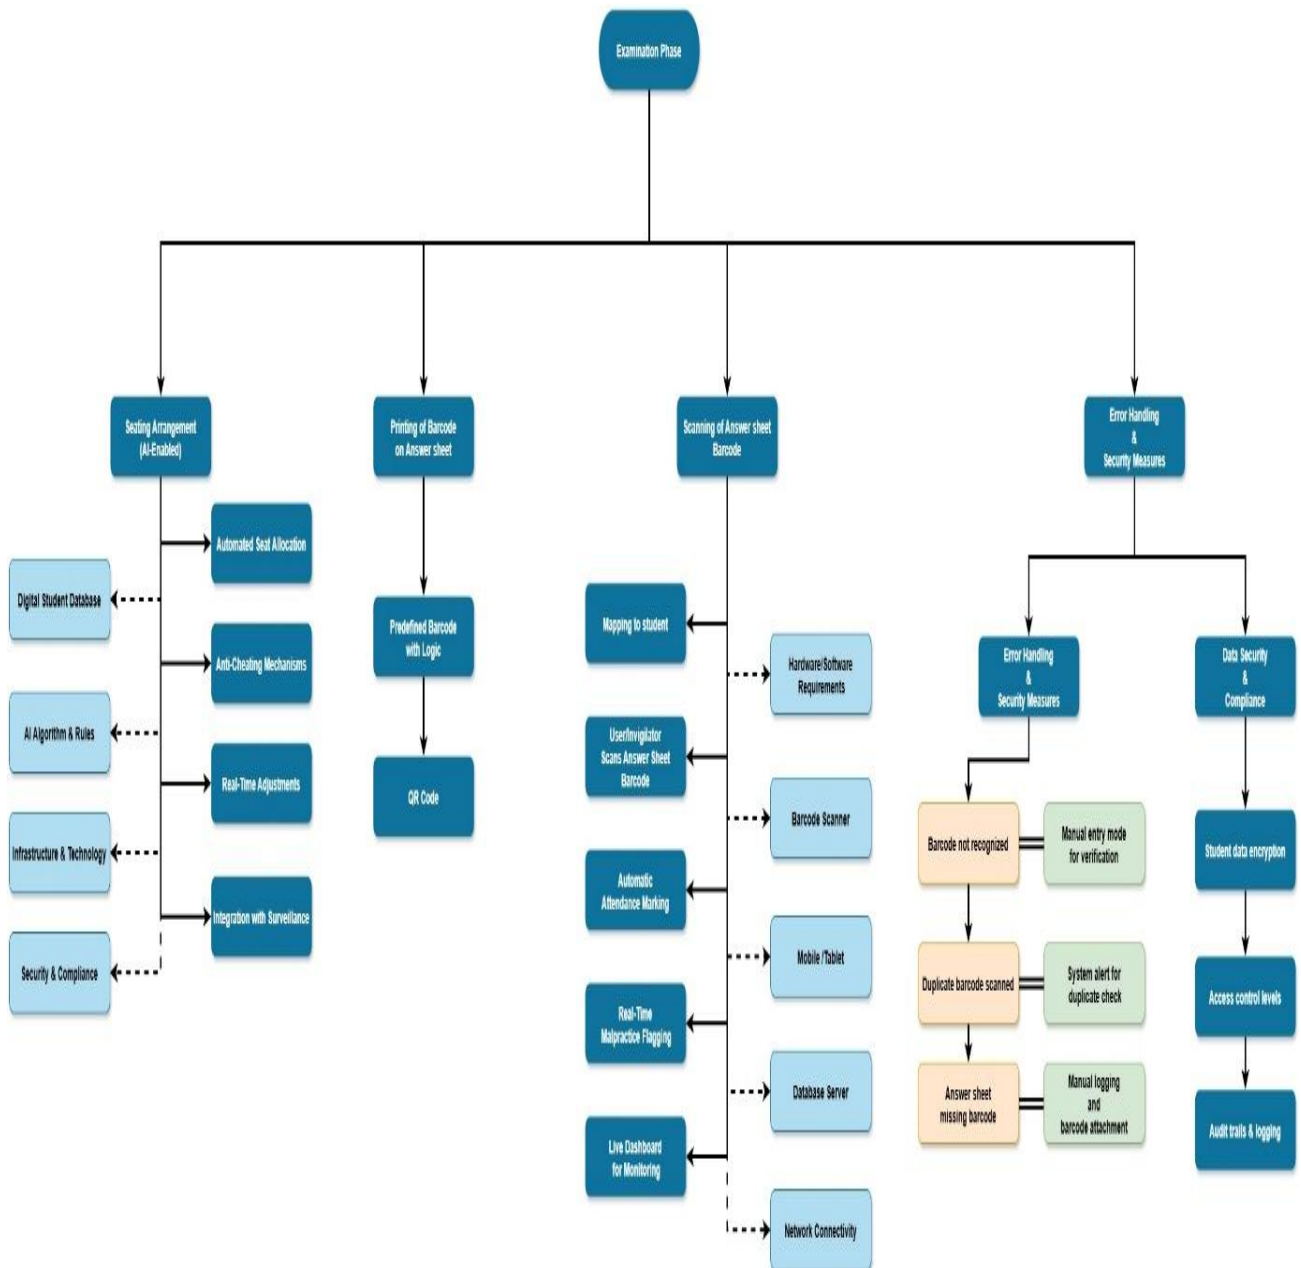 Examination Phase
Seating Arrangement
(AI-Enabled)
Automated Seat Allocation
Digital Student Database
Anti-Cheating Mechanisms
AI Algorithm & Rules
Real-Time Adjustments
Infrastructure & Technology
Integration with Surveillance
Security & Compliance
Printing of Barcode
on Answer sheet
Predefined Barcode
with Logic
QR Code
Scanning of Answer sheet
Barcode
Mapping to student
Hardware/Software
Requirements
User/Invigilator
Scans Answer Sheet
Barcode
Barcode Scanner
Automatic
Attendance Marking
Mobile /Tablet
Real-Time
Malpractice Flagging
Database Server
Live Dashboard
for Monitoring
Network Connectivity
Error Handling
&
Security Measures
Error Handling
&
Security Measures
Barcode not recognized
Manual entry mode
for verification
Duplicate barcode scanned
System alert for
duplicate check
Answer sheet
missing barcode
Manual logging
and
barcode attachment
Data Security
&
Compliance
Student data encryption
Access control levels
Audit trails & logging